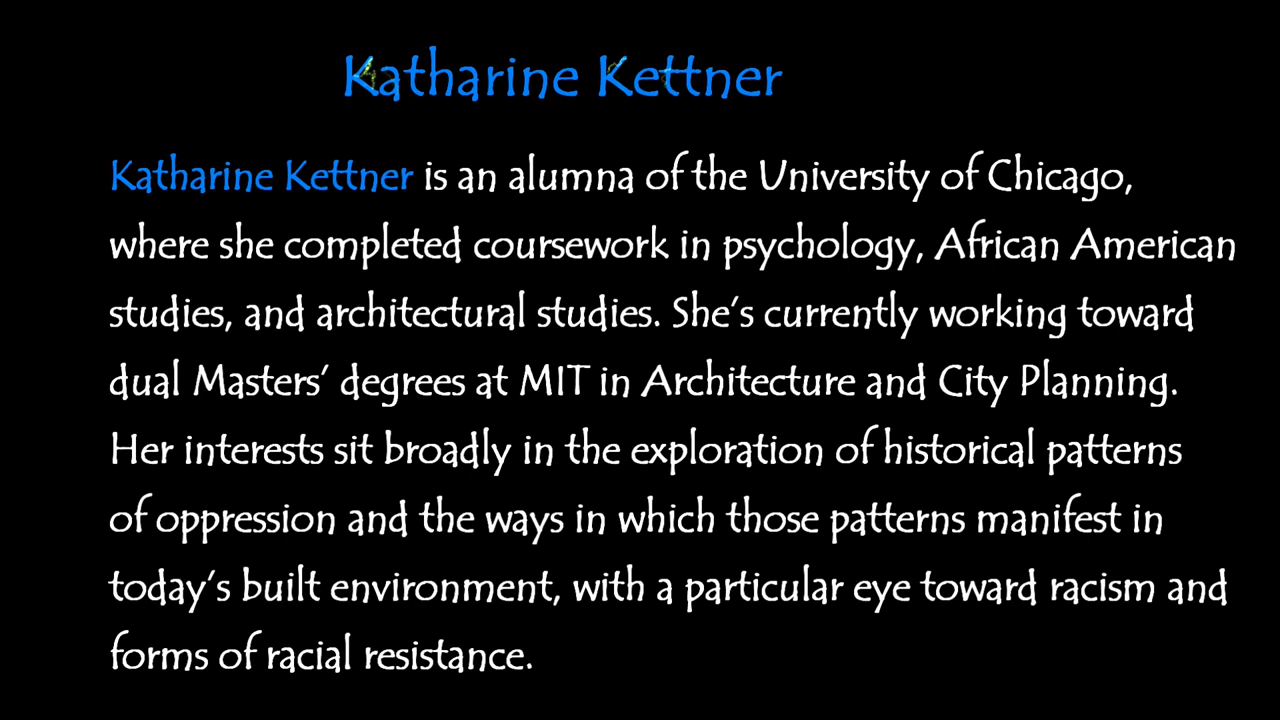 Katharine Kettner
Katharine Kettner is an alumna of the University of Chicago,
where she completed coursework in psychology, African American
studies, and architectural studies. She's currently working toward
dual Masters' degrees at MIT in Architecture and City Planning.
Her interests sit broadly in the exploration of historical patterns
of oppression and the ways in which those patterns manifest in
today's built environment, with a particular eye toward racism and
forms of racial resistance.